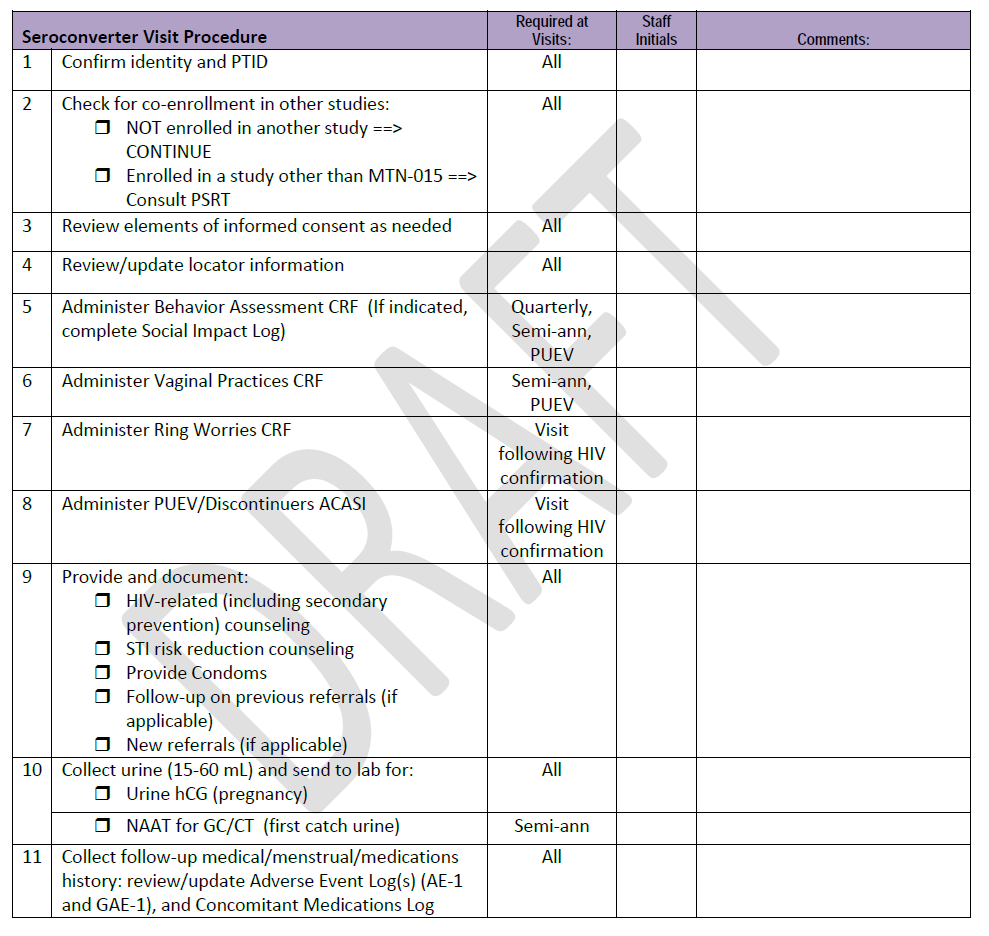 Seroconverter Visit Procedure
Required at
Visits:
Staff
Initials
Comments:
1 Confirm identity and PTID All
2 Check for co-enrollment in other studies: All
❒ NOT enrolled in another study ==>
CONTINUE
❒ Enrolled in a study other than MTN-015 ==>
Consult PSRT
3 Review elements of informed consent as needed All
4 Review/update locator information All
5 Administer Behavior Assessment CRF (If indicated, Quarterly,
complete Social Impact Log) Semi-ann,
PUEV
6 Administer Vaginal Practices CRF Semi-ann,
PUEV
7 Administer Ring Worries CRF Visit
following HIV
confirmation
8 Administer PUEV/Discontinuers ACASI Visit
following HIV
confirmation
9 Provide and document: All
❒ HIV-related (including secondary
prevention) counseling
❒ STI risk reduction counseling
❒ Provide Condoms
❒ Follow-up on previous referrals (if
applicable)
❒ New referrals (if applicable)
10 Collect urine (15-60 mL) and send to lab for: All
❒ Urine hCG (pregnancy)
❒ NAAT for GC/CT (first catch urine) Semi-ann
11 Collect follow-up medical/menstrual/medications All
history: review/update Adverse Event Log(s) (AE-1
and GAE-1), and Concomitant Medications Log
DRAFT